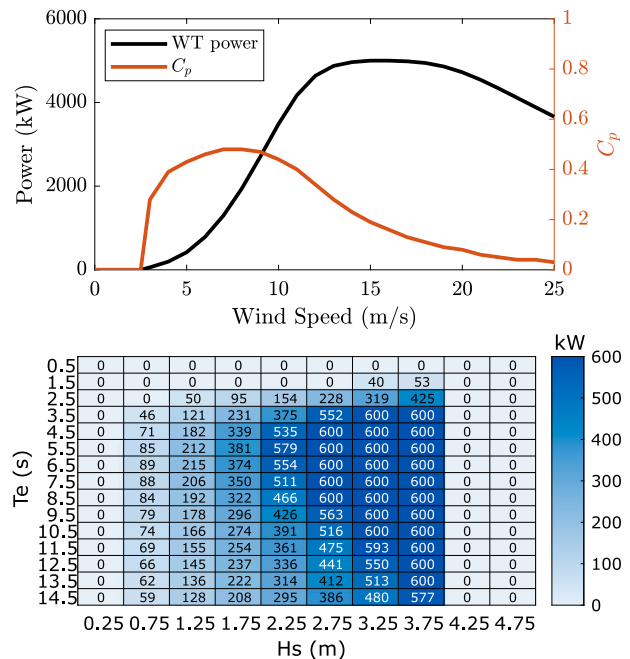 6000
4000
2000
0
Power (kW)
WT power
C_p
1
0.8
0.6
0.4
0.2
0
C_p
0 5 10 15 20 25
Wind Speed (m/s)
kW
600
500
400
300
200
100
0
Te (s)
0.5 0 0 0 0 0 0 0 0 0 0
1.5 0 0 0 0 0 0 40 53 0 0
2.5 0 0 50 95 154 228 319 425 0 0
3.5 0 46 121 231 375 552 600 600 0 0
4.5 0 71 182 339 535 600 600 600 0 0
5.5 0 85 212 381 579 600 600 600 0 0
6.5 0 89 215 374 554 600 600 600 0 0
7.5 0 88 206 350 511 600 600 600 0 0
8.5 0 84 192 322 466 600 600 600 0 0
9.5 0 79 178 296 426 563 600 600 0 0
10.5 0 74 166 274 391 516 600 600 0 0
11.5 0 69 155 254 361 475 593 600 0 0
12.5 0 66 145 237 336 441 550 600 0 0
13.5 0 62 136 222 314 412 513 600 0 0
14.5 0 59 128 208 295 386 480 577 0 0
0.25 0.75 1.25 1.75 2.25 2.75 3.25 3.75 4.25 4.75
Hs (m)